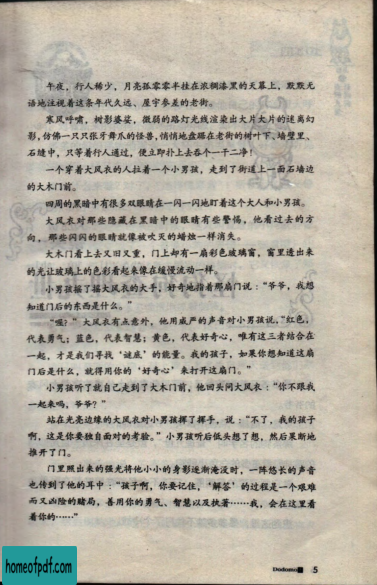 午夜，行人稀少，月亮孤零零半挂在浓稠漆黑的天幕上，默默无
语地注视着这条年代久远、屋宇参差的老街。
寒风呼啸，树影婆娑，微弱的路灯光线渲染出大片大片的迷离幻
影，仿佛一只只张牙舞爪的怪兽，悄悄地盘踞在老街的树叶下、墙壁里、
石缝中，只等着行人通过，便立即扑上去吞个一干二净！
一个穿着大风衣的人拉着一个小男孩，走到了街道上一面石墙边
的大木门前。
四周的黑暗中有很多双眼睛在一闪一闪地盯着这个大人和小男孩。
大风衣对那些隐藏在黑暗中的眼睛有些警惕，他看过去的方
向，那些闪闪的眼睛就像被吹灭的蜡烛一样消失。
大木门看上去又旧又重，门上却有一扇彩色玻璃窗，窗里透出来
的光让玻璃上的色彩看起来像在缓慢流动一样。
小男孩摇了摇大风衣的大手，好奇地指着那扇门说：“爷爷，我想
知道门后的东西是什么。”
“喔？”大风衣有点意外，他用威严的声音对小男孩说，“红色，
代表勇气；蓝色，代表智慧；黄色，代表好奇心，唯有这三者结合在
一起，才是我们寻找‘谜底’的能量。我的孩子，如果你想知道这扇
门后是什么，就得用你的‘好奇心’来打开这扇门。”
小男孩听了就自己走到了大木门前，他回头问大风衣：“你不跟我
一起来吗，爷爷？”
站在光亮边缘的大风衣对小男孩挥了挥手，说：“不了，我的孩子
啊，这是你要独自面对的考验。”小男孩听后低头想了想，然后果断地
推开了门。
门里照出来的强光将他小小的身影逐渐淹没时，一阵悠长的声音
也传到了他的耳中：“孩子啊，你要记住，‘解答’的过程是一个艰难
而又凶险的赌局，善用你的勇气、智慧以及执著……我，会在这里看
着你的……”
Dodomo 5
homeofpdf.com